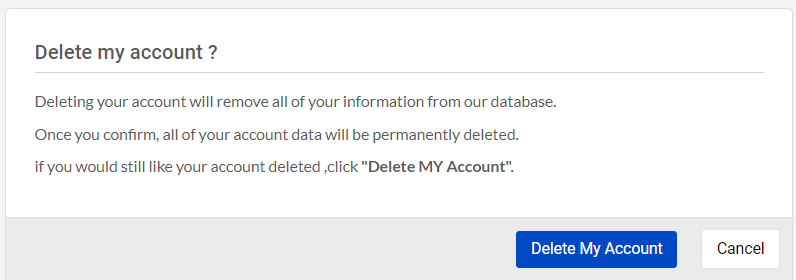 Delete my account ?
Deleting your account will remove all of your information from our database.
Once you confirm, all of your account data will be permanently deleted.
if you would still like your account deleted ,click "Delete MY Account".
Delete My Account
Cancel